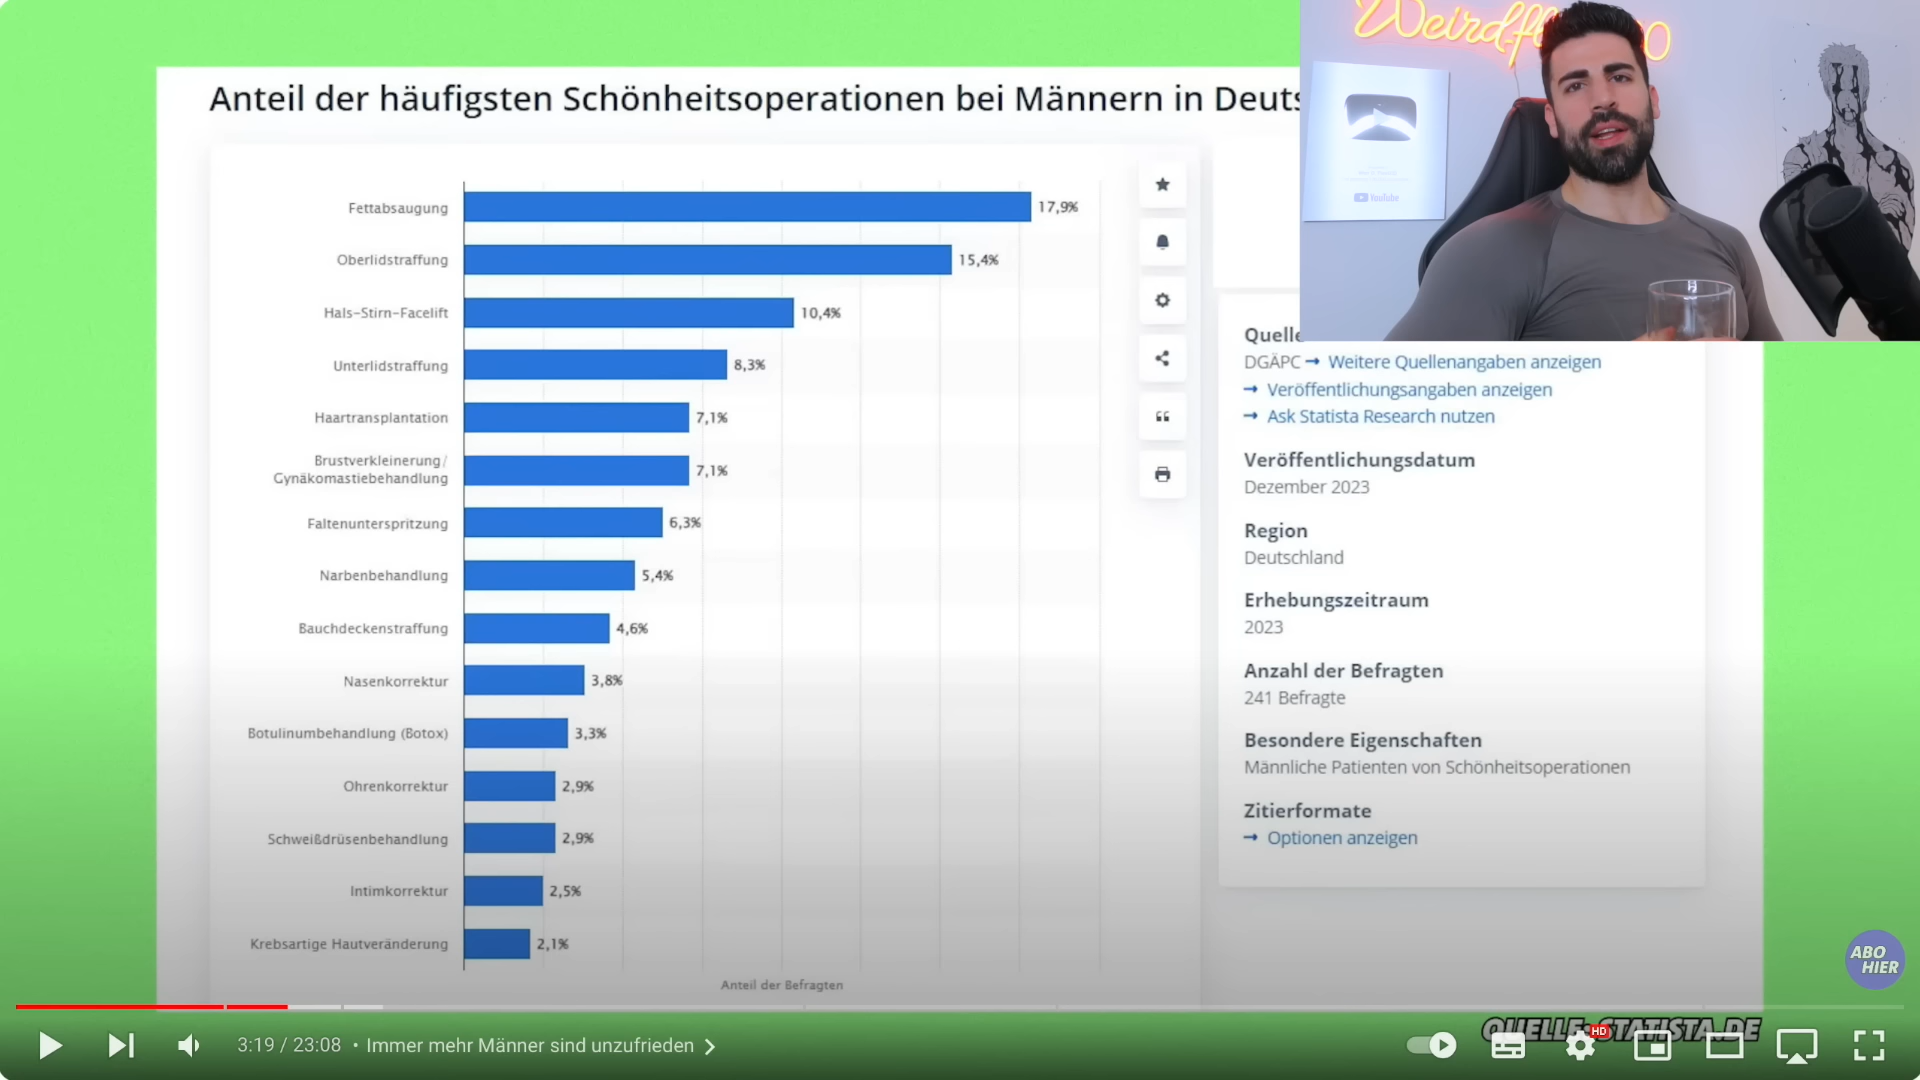 Anteil der häufigsten Schönheitsoperationen bei Männern in Deuts
Fettabsaugung 17,9%
Oberlidstraffung 15,4%
Hals-Stirn-Facelift 10,4%
Unterlidstraffung 8,3%
Haartransplantation 7,1%
Brustverkleinerung/
Gynäkomastiebehandlung 7,1%
Faltenunterspritzung 6,3%
Narbenbehandlung 5,4%
Bauchdeckenstraffung 4,6%
Nasenkorrektur 3,8%
Botulinumbehandlung (Botox) 3,3%
Ohrenkorrektur 2,9%
Schweißdrüsenbehandlung 2,9%
Intimkorrektur 2,5%
Krebsartige Hautveränderung 2,1%
Anteil der Befragten
YouTube
Quelle
DGÄPC → Weitere Quellenangaben anzeigen
→ Veröffentlichungsangaben anzeigen
→ Ask Statista Research nutzen
Veröffentlichungsdatum
Dezember 2023
Region
Deutschland
Erhebungszeitraum
2023
Anzahl der Befragten
241 Befragte
Besondere Eigenschaften
Männliche Patienten von Schönheitsoperationen
Zitierformate
→ Optionen anzeigen
ABO
HIER
QUELLE: STATISTA.DE
3:19 / 23:08 • Immer mehr Männer sind unzufrieden
HD